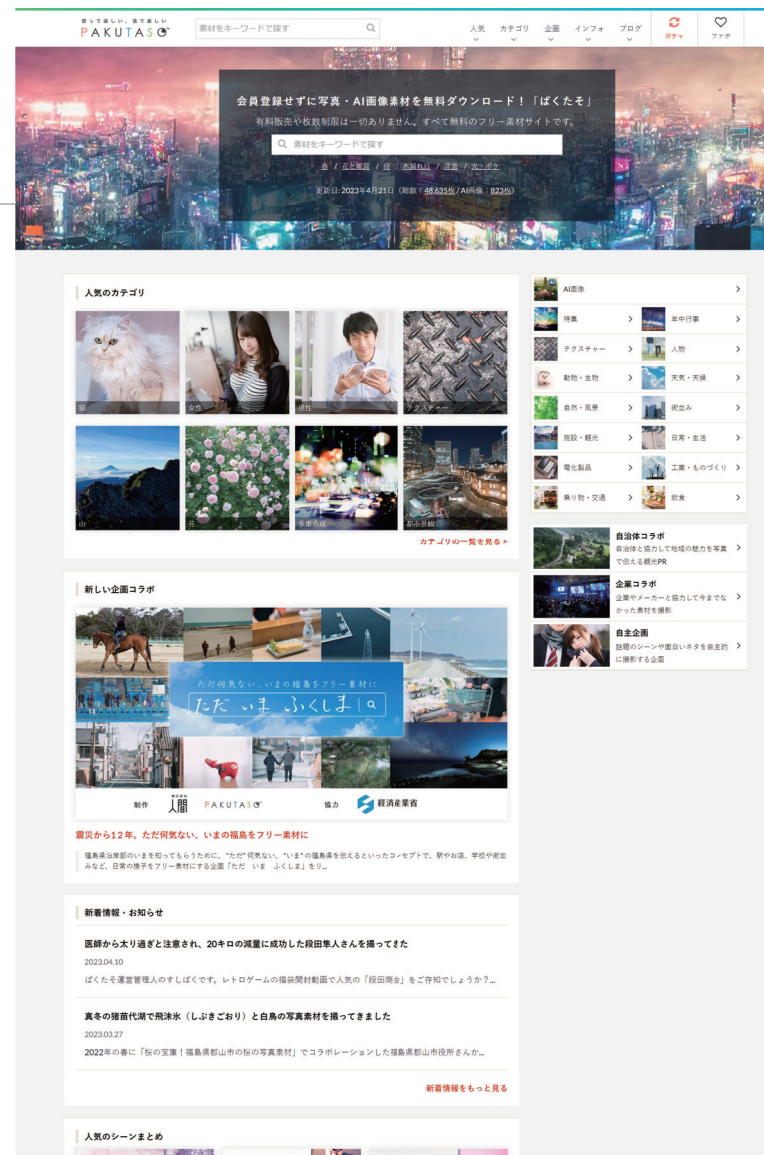 使って楽しい、見て楽しい
PAKUTASO
素材をキーワードで探す
人気 カテゴリ 企画 インフォ ブログ ガチャ ファボ
会員登録せずに写真・AI画像素材を無料ダウンロード！「ぱくたそ」
有料販売や枚数制限は一切ありません。すべて無料のフリー素材サイトです。
素材をキーワードで探す
春 / 花と雑貨 / 侍 / 木漏れ日 / 洋書 / 光・ボケ
更新日:2023年4月21日（総数：48,635枚/AI画像：823枚）
人気のカテゴリ
猫 女性 男性 テクスチャー
山 花 多重合成 都市景観
カテゴリの一覧を見る >
新しい企画コラボ
ただ何気ない、いまの福島をフリー素材に
ただ いま ふくしま
制作 株式会社人間 PAKUTASO 協力 経済産業省
震災から12年。ただ何気ない、いまの福島をフリー素材に
福島県沿岸部のいまを知ってもらうために、"ただ"何気ない、"いま"の福島県を伝えるといったコンセプトで、駅やお店、学校や街並
みなど、日常の様子をフリー素材にする企画「ただ いま ふくしま」をリ…
新着情報・お知らせ
医師から太り過ぎと注意され、20キロの減量に成功した段田隼人さんを撮ってきた
2023.04.10
ぱくたそ運営管理人のすしぱくです。レトロゲームの福袋開封動画で人気の「段田商会」をご存知でしょうか？…
真冬の猪苗代湖で飛沫氷（しぶきごおり）と白鳥の写真素材を撮ってきました
2023.03.27
2022年の春に「桜の宝庫！福島県郡山市の桜の写真素材」でコラボレーションした福島県郡山市役所さんか…
新着情報をもっと見る
人気のシーンまとめ
AI画像
特集 年中行事
テクスチャー 人物
動物・生物 天気・天候
自然・風景 街並み
施設・観光 日常・生活
電化製品 工業・ものづくり
乗り物・交通 飲食
自治体コラボ
自治体と協力して地域の魅力を写真
で伝える観光PR
企業コラボ
企業やメーカーと協力して今までな
かった素材を撮影
自主企画
話題のシーンや面白いネタを自主的
に撮影する企画